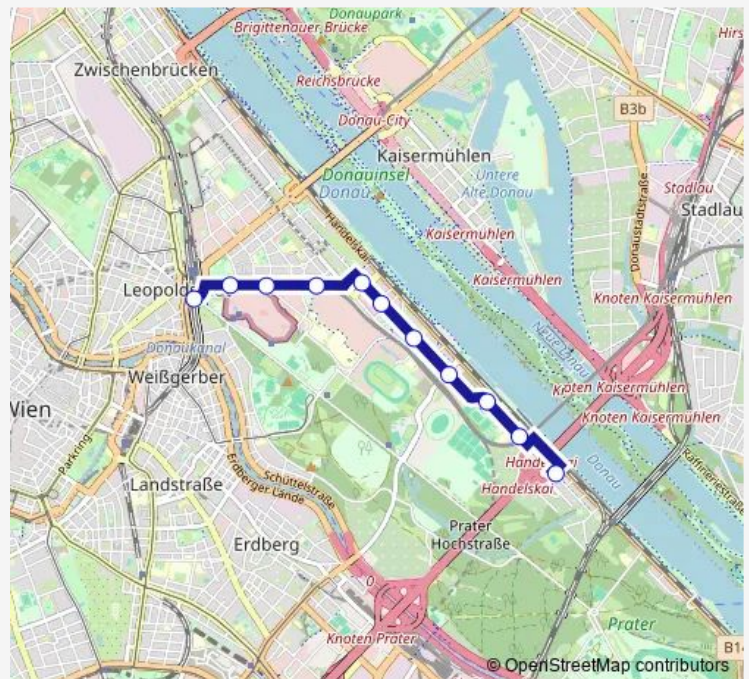 Donaupark
Brigittenauer Brücke
Zwischenbrücken
Reichsbrücke
B3b
Donau-City
Kaisermühlen
Donauinsel
Donau
Untere
Alte Donau
Donaustadtstraße
Stadlau
Stadlau
Handelskai
Kaisermühlen
Kaisermühlen
Knoten Kaisermühlen
Leopolds
Donaukanal
Neue Donau
Weißgerber
Knoten Kaisermühlen
Wien
Knoten Kaisermühlen
Parkring
Donau
Raffineriestraße
Landstraße
Schüttelstraße
Erdberger Lände
Handelskai
Handelskai
Prater
Hochstraße
Erdberg
Prater
Knoten Prater
B14
© OpenStreetMap contributors